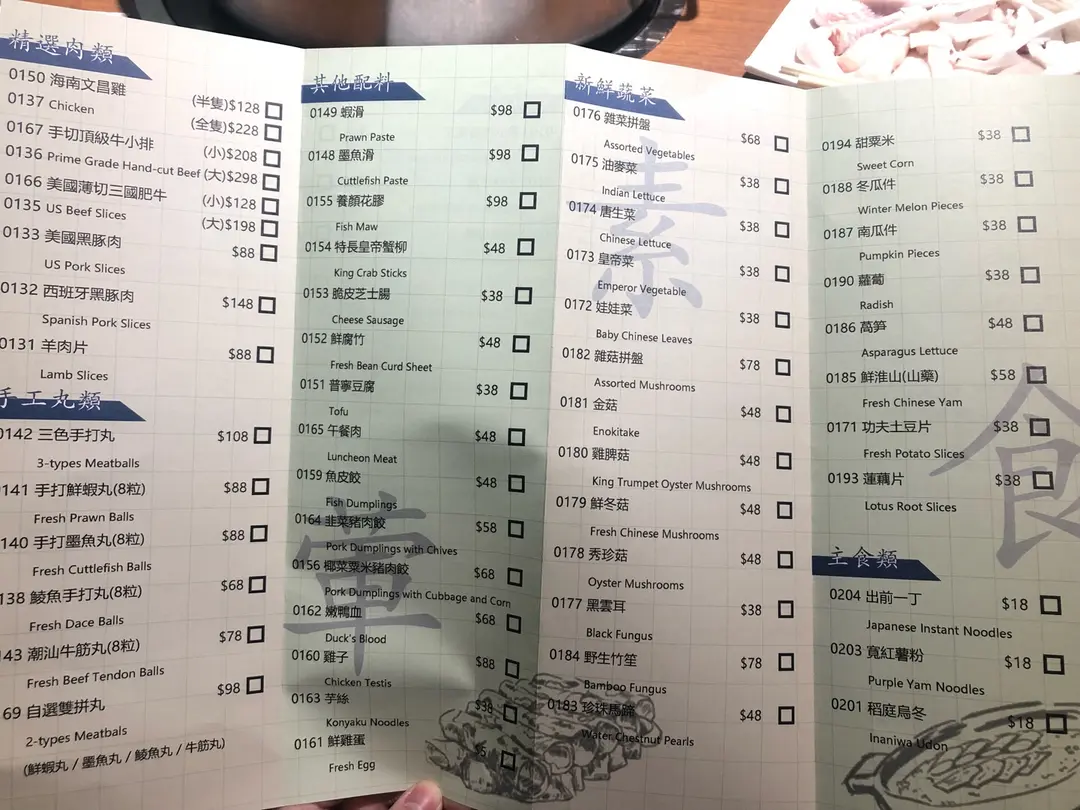 精選肉類
0150 海南文昌雞
(半隻)$128
0137 Chicken
(全隻)$228
0167 手切頂級牛小排
(小)$208
0136 Prime Grade Hand-cut Beef (大)$298
0166 美國薄切三國肥牛
(小)$128
0135 US Beef Slices
(大)$198
0133 美國黑豚肉
$88
US Pork Slices
0132 西班牙黑豚肉
$148
Spanish Pork Slices
0131 羊肉片
$88
Lamb Slices
手工丸類
0142 三色手打丸
$108
3-types Meatballs
0141 手打鮮蝦丸(8粒)
$88
Fresh Prawn Balls
140 手打墨魚丸(8粒)
$88
Fresh Cuttlefish Balls
138 鯪魚手打丸(8粒)
$68
Fresh Dace Balls
143 潮汕牛筋丸(8粒)
$78
Fresh Beef Tendon Balls
69 自選雙拼丸
$98
2-types Meatbals
(鮮蝦丸 / 墨魚丸 / 鯪魚丸 / 牛筋丸)
其他配料
0149 蝦滑
$98
Prawn Paste
0148 墨魚滑
$98
Cuttlefish Paste
0155 養顏花膠
$98
Fish Maw
0154 特長皇帝蟹柳
$48
King Crab Sticks
0153 脆皮芝士腸
$38
Cheese Sausage
0152 鮮腐竹
$48
Fresh Bean Curd Sheet
0151 普寧豆腐
$38
Tofu
0165 午餐肉
$48
Luncheon Meat
0159 魚皮餃
$48
Fish Dumplings
0164 韭菜豬肉餃
$58
Pork Dumplings with Chives
0156 椰菜粟米豬肉餃
$68
Pork Dumplings with Cubbage and Corn
0162 嫩鴨血
$68
Duck's Blood
0160 雞子
$88
Chicken Testis
0163 芋絲
$38
Konyaku Noodles
0161 鮮雞蛋
$5
Fresh Egg
葷
新鮮蔬菜
0176 雜菜拼盤
$68
Assorted Vegetables
0175 油麥菜
$38
Indian Lettuce
0174 唐生菜
$38
Chinese Lettuce
0173 皇帝菜
$38
Emperor Vegetable
0172 娃娃菜
$38
Baby Chinese Leaves
0182 雜菇拼盤
$78
Assorted Mushrooms
0181 金菇
$48
Enokitake
0180 雞脾菇
$48
King Trumpet Oyster Mushrooms
0179 鮮冬菇
$48
Fresh Chinese Mushrooms
0178 秀珍菇
$48
Oyster Mushrooms
0177 黑雲耳
$38
Black Fungus
0184 野生竹笙
$78
Bamboo Fungus
0183 珍珠馬蹄
$48
Water Chestnut Pearls
素
0194 甜粟米
$38
Sweet Corn
0188 冬瓜件
$38
Winter Melon Pieces
0187 南瓜件
$38
Pumpkin Pieces
0190 蘿蔔
$38
Radish
0186 萵筍
$48
Asparagus Lettuce
0185 鮮淮山(山藥)
$58
Fresh Chinese Yam
0171 功夫土豆片
$38
Fresh Potato Slices
0193 蓮藕片
$38
Lotus Root Slices
食
主食類
0204 出前一丁
$18
Japanese Instant Noodles
0203 寬紅薯粉
$18
Purple Yam Noodles
0201 稻庭烏冬
$18
Inaniwa Udon